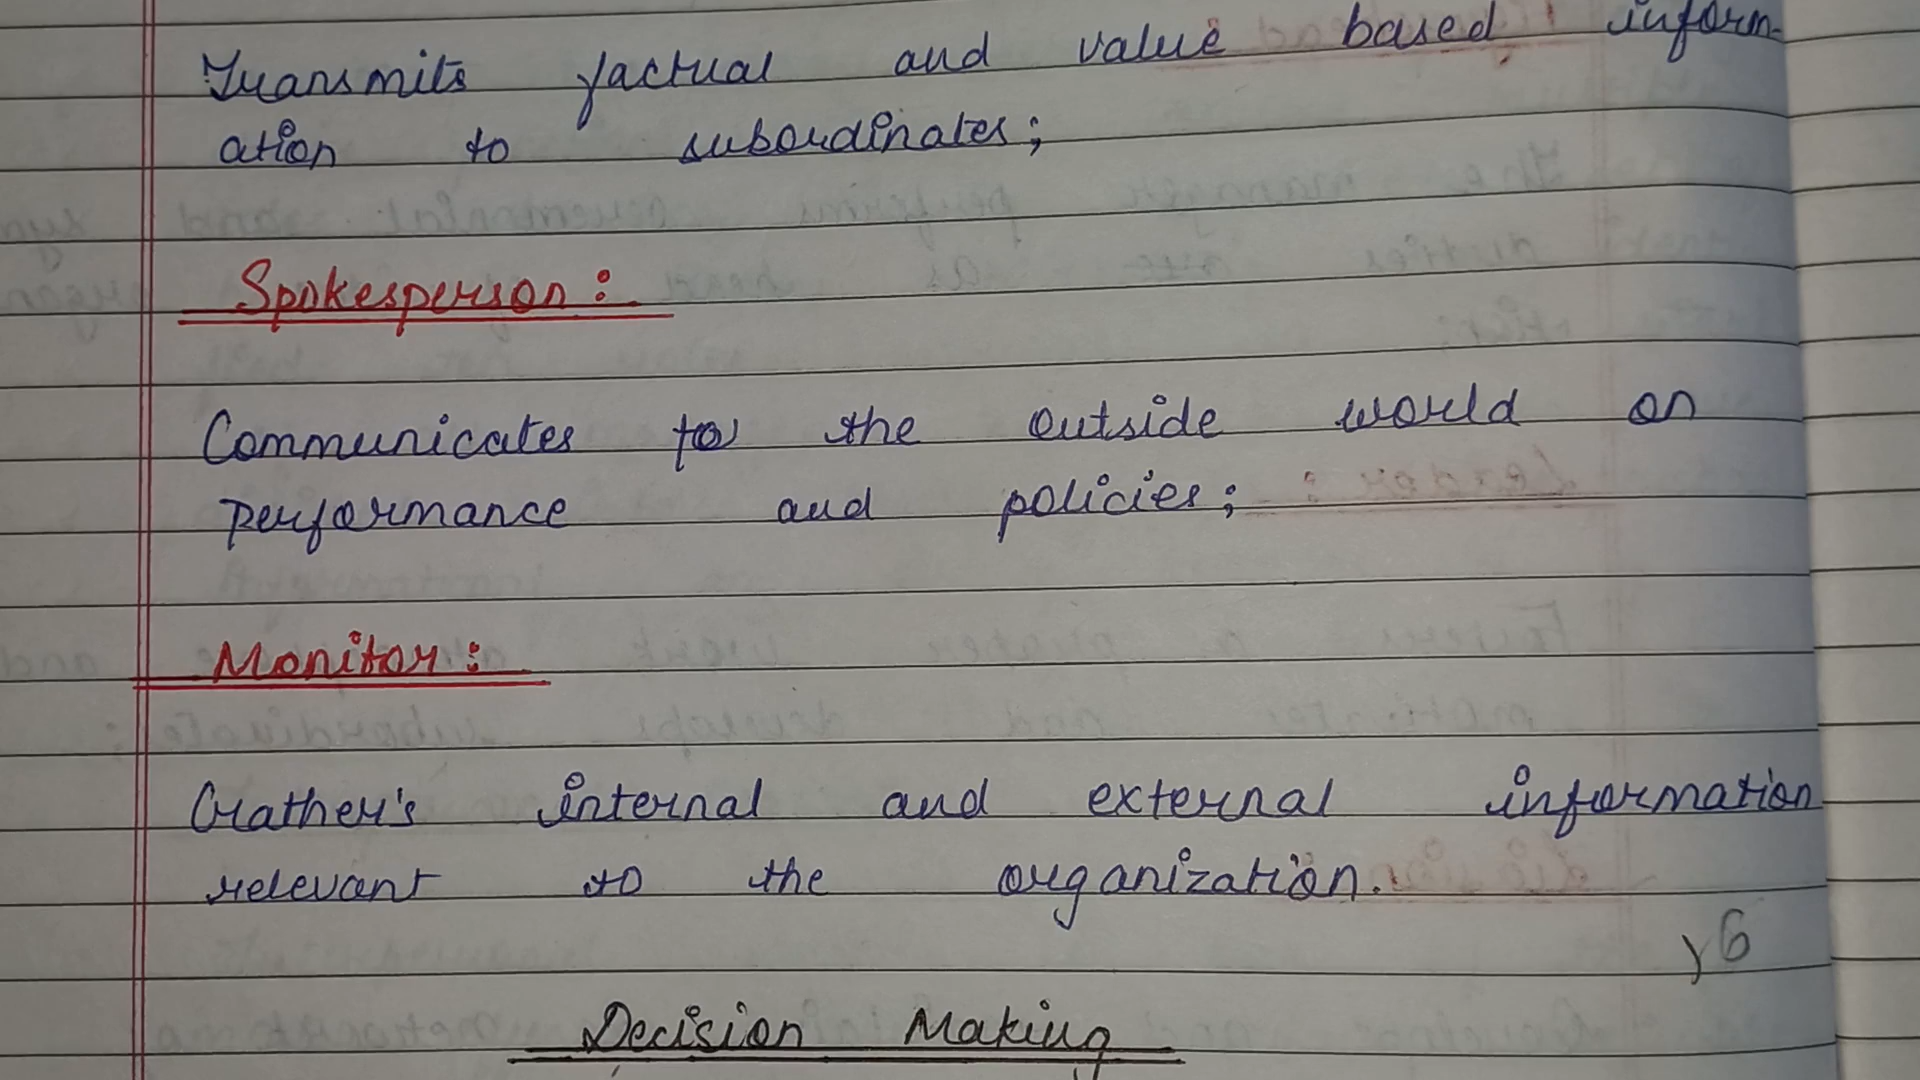 Transmits factual and value based inform-
ation to subordinates;
Spokesperson:
Communicates to the outside world on
performance and policies;
Monitor:
Gather's internal and external information
relevant to the organization.
Decision Making